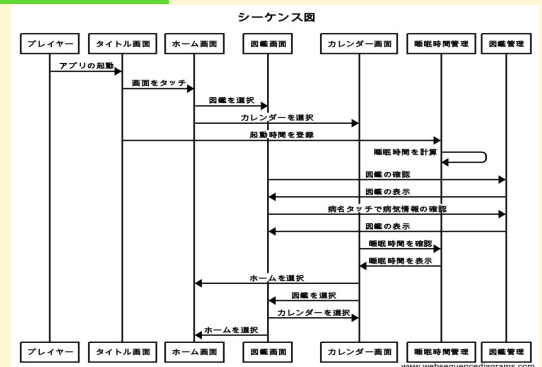 シーケンス図
プレイヤー タイトル画面 ホーム画面 図鑑画面 カレンダー画面 睡眠時間管理 図鑑管理
アプリの起動
画面をタッチ
図鑑を選択
カレンダーを選択
起動時間を登録
睡眠時間を計算
図鑑の確認
図鑑の表示
病名タッチで病気情報の確認
図鑑の表示
睡眠時間を確認
睡眠時間を表示
ホームを選択
図鑑を選択
カレンダーを選択
ホームを選択
プレイヤー タイトル画面 ホーム画面 図鑑画面 カレンダー画面 睡眠時間管理 図鑑管理
www.websequencediagrams.com